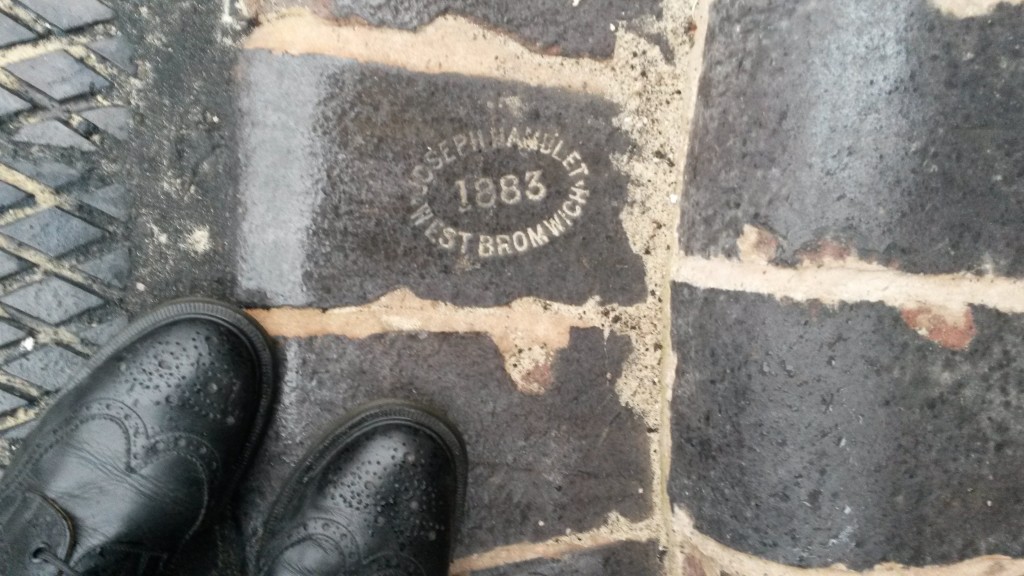 JOSEPH HAMBLET
1883
WEST BROMWICH